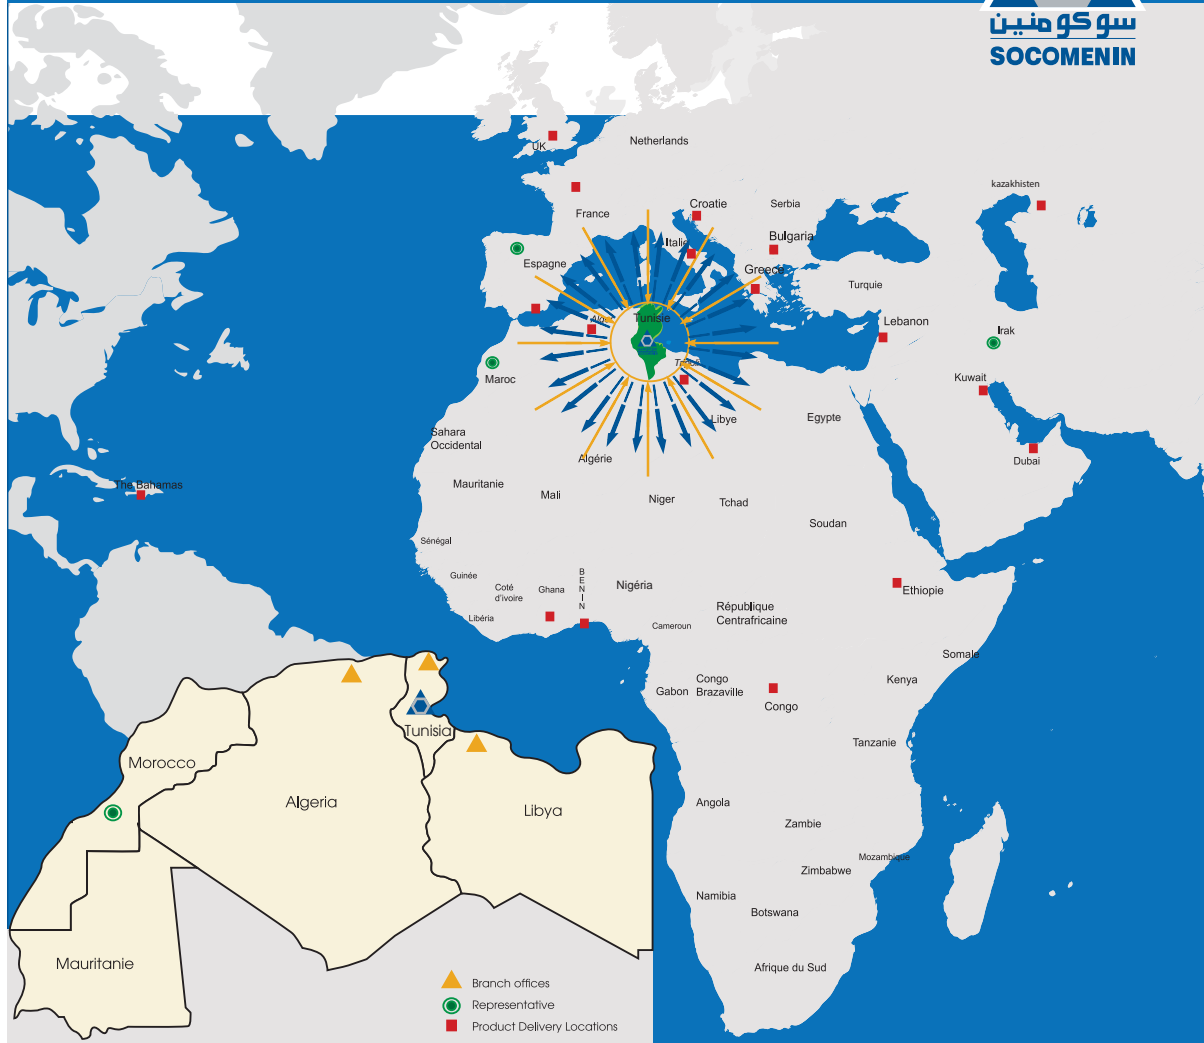 سوكومنين
SOCOMENIN
UK
Netherlands
kazakhisten
France
Croatie
Serbia
Italie
Bulgaria
Espagne
Greece
Turquie
Tunisie
Lebanon
Irak
Maroc
Kuwait
Libye
Egypte
Sahara
Occidental
Algérie
Dubai
The Bahamas
Mauritanie
Mali
Niger
Tchad
Soudan
Sénégal
Guinée
Coté
d'ivoire
Ghana
BENIN
Nigéria
Ethiopie
Libéria
Cameroun
République
Centrafricaine
Somale
Gabon
Congo
Brazaville
Kenya
Congo
Tunisia
Tanzanie
Morocco
Algeria
Libya
Angola
Zambie
Mozambique
Zimbabwe
Namibia
Botswana
Mauritanie
Afrique du Sud
Branch offices
Representative
Product Delivery Locations